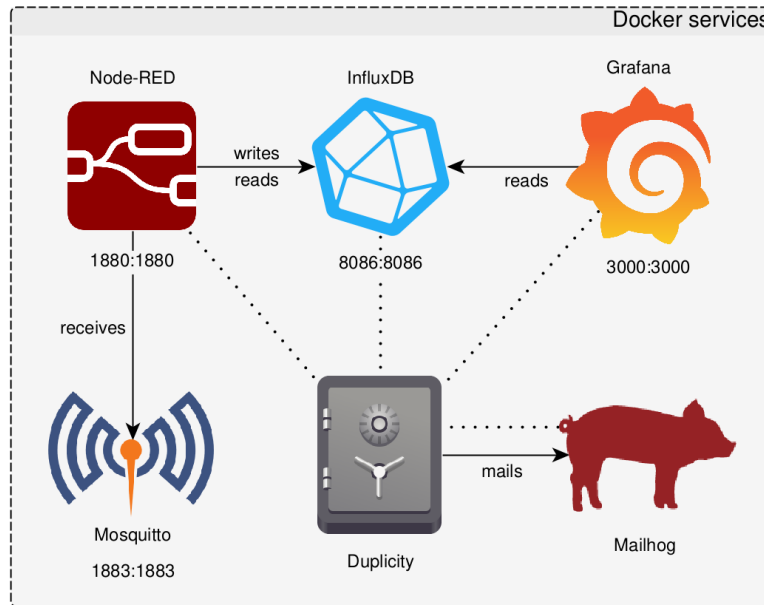 Docker services
Node-RED
InfluxDB
Grafana
writes
reads
reads
1880:1880
8086:8086
3000:3000
receives
mails
Mosquitto
1883:1883
Duplicity
Mailhog